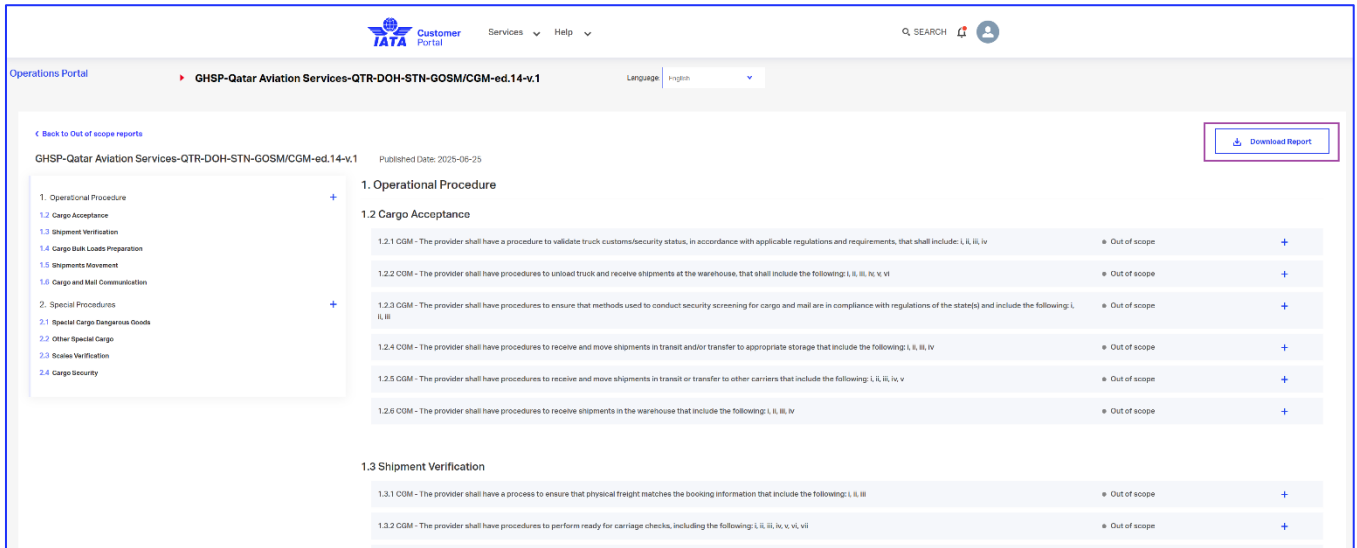 IATA
Customer
Portal
Services
Help
SEARCH
Operations Portal
GHSP-Qatar Aviation Services-QTR-DOH-STN-GOSM/CGM-ed.14-v.1
Language:
English
Back to Out of scope reports
Download Report
GHSP-Qatar Aviation Services-QTR-DOH-STN-GOSM/CGM-ed.14-v.1
Published Date: 2025-06-25
1. Operational Procedure +
1.2 Cargo Acceptance
1.3 Shipment Verification
1.4 Cargo Bulk Loads Preparation
1.5 Shipments Movement
1.6 Cargo and Mail Communication
2. Special Procedures +
2.1 Special Cargo Dangarous Goods
2.2 Other Special Cargo
2.3 Scales Verification
2.4 Cargo Security
1. Operational Procedure
1.2 Cargo Acceptance
1.2.1 CGM - The provider shall have a procedure to validate truck customs/security status, in accordance with applicable regulations and requirements, that shall include: i, ii, iii, iv Out of scope +
1.2.2 CGM - The provider shall have procedures to unload truck and receive shipments at the warehouse, that shall include the following: i, ii, iii, iv, v, vi Out of scope +
1.2.3 CGM - The provider shall have procedures to ensure that methods used to conduct security screening for cargo and mail are in compliance with regulations of the state(s) and include the following: i, Out of scope +
ii, iii
1.2.4 CGM - The provider shall have procedures to receive and move shipments in transit and/or transfer to appropriate storage that include the following: i, ii, iii, iv Out of scope +
1.2.5 CGM - The provider shall have procedures to receive and move shipments in transit or transfer to other carriers that include the following: i, ii, iii, iv, v Out of scope +
1.2.6 CGM - The provider shall have procedures to receive shipments in the warehouse that include the following: i, ii, iii, iv Out of scope +
1.3 Shipment Verification
1.3.1 CGM - The provider shall have a process to ensure that physical freight matches the booking information that include the following: i, ii, iii Out of scope +
1.3.2 CGM - The provider shall have procedures to perform ready for carriage checks, including the following: i, ii, iii, iv, v, vi, vii Out of scope +